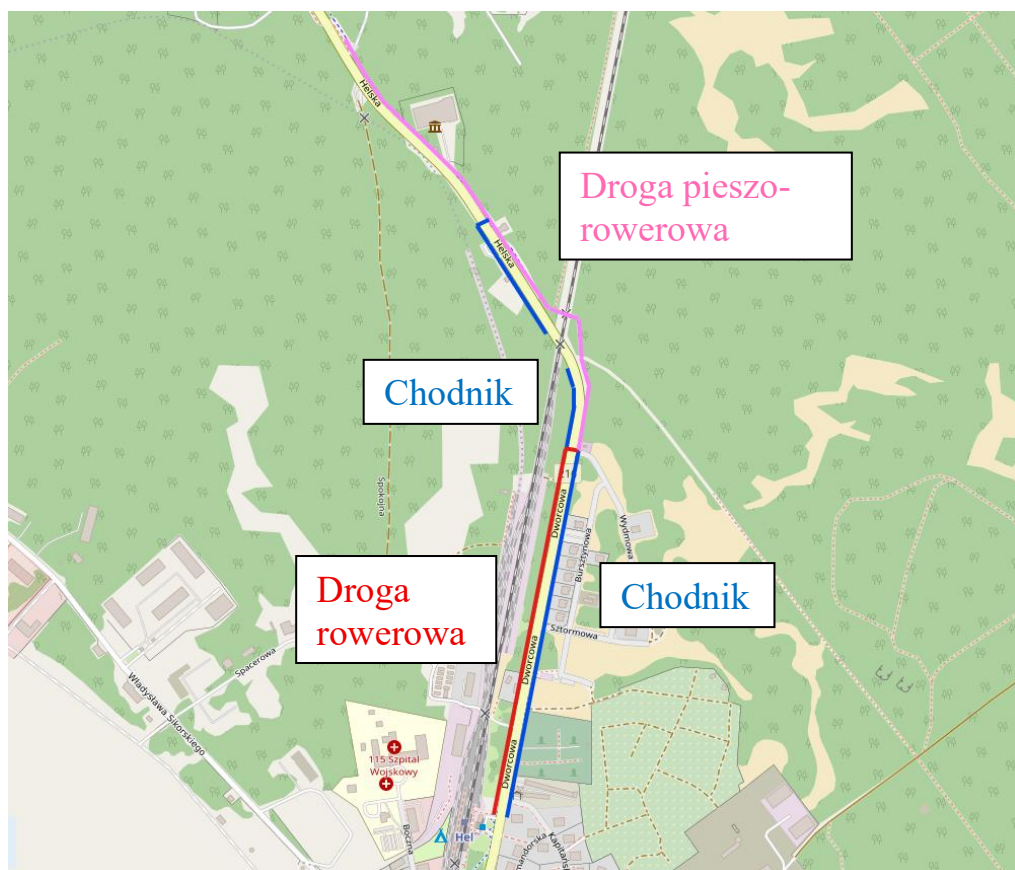 Helska
Droga pieszo-
rowerowa
Helska
Chodnik
Spokojna
Dworcowa
Wydmowa
Bursztynowa
Droga
rowerowa
Chodnik
Sztormowa
Spacerowa
Dworcowa
Władysława Sikorskiego
Dworcowa
115 Szpital
Wojskowy
Boczna
Hel